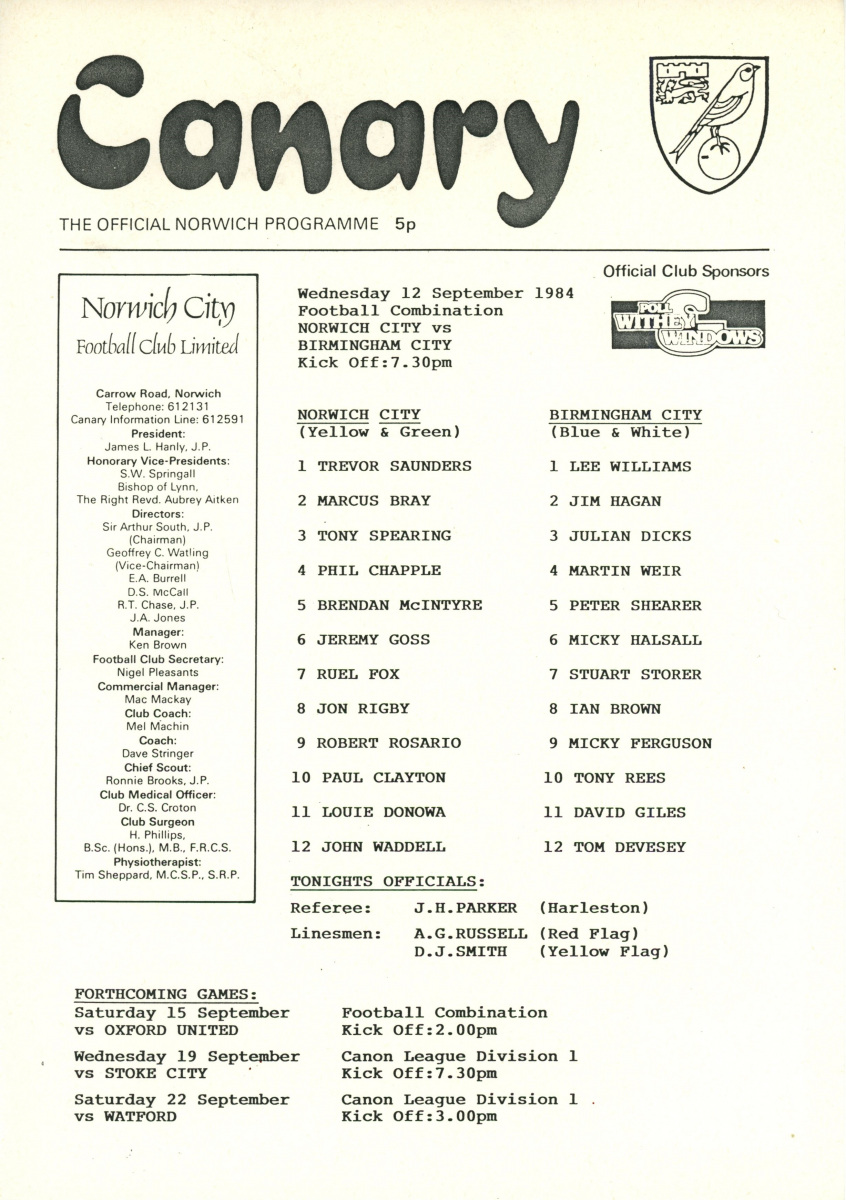 Canary
THE OFFICIAL NORWICH PROGRAMME 5p
Norwich City
Football Club Limited
Carrow Road, Norwich
Telephone: 612131
Canary Information Line: 612591
President:
James L. Hanly, J.P.
Honorary Vice-Presidents:
S.W. Springall
Bishop of Lynn,
The Right Revd. Aubrey Aitken
Directors:
Sir Arthur South, J.P.
(Chairman)
Geoffrey C. Watling
(Vice-Chairman)
E.A. Burrell
D.S. McCall
R.T. Chase, J.P.
J.A. Jones
Manager:
Ken Brown
Football Club Secretary:
Nigel Pleasants
Commercial Manager:
Mac Mackay
Club Coach:
Mel Machin
Coach:
Dave Stringer
Chief Scout:
Ronnie Brooks, J.P.
Club Medical Officer:
Dr. C.S. Croton
Club Surgeon
H. Phillips,
B.Sc. (Hons.), M.B., F.R.C.S.
Physiotherapist:
Tim Sheppard, M.C.S.P., S.R.P.
Wednesday 12 September 1984
Football Combination
NORWICH CITY vs
BIRMINGHAM CITY
Kick Off:7.30pm
Official Club Sponsors
POLL
WITHEY
WINDOWS
NORWICH CITY
(Yellow & Green)
1 TREVOR SAUNDERS
2 MARCUS BRAY
3 TONY SPEARING
4 PHIL CHAPPLE
5 BRENDAN McINTYRE
6 JEREMY GOSS
7 RUEL FOX
8 JON RIGBY
9 ROBERT ROSARIO
10 PAUL CLAYTON
11 LOUIE DONOWA
12 JOHN WADDELL
BIRMINGHAM CITY
(Blue & White)
1 LEE WILLIAMS
2 JIM HAGAN
3 JULIAN DICKS
4 MARTIN WEIR
5 PETER SHEARER
6 MICKY HALSALL
7 STUART STORER
8 IAN BROWN
9 MICKY FERGUSON
10 TONY REES
11 DAVID GILES
12 TOM DEVESEY
TONIGHTS OFFICIALS:
Referee: J.H.PARKER (Harleston)
Linesmen: A.G.RUSSELL (Red Flag)
D.J.SMITH (Yellow Flag)
FORTHCOMING GAMES:
Saturday 15 September Football Combination
vs OXFORD UNITED Kick Off:2.00pm
Wednesday 19 September Canon League Division 1
vs STOKE CITY Kick Off:7.30pm
Saturday 22 September Canon League Division 1
vs WATFORD Kick Off:3.00pm